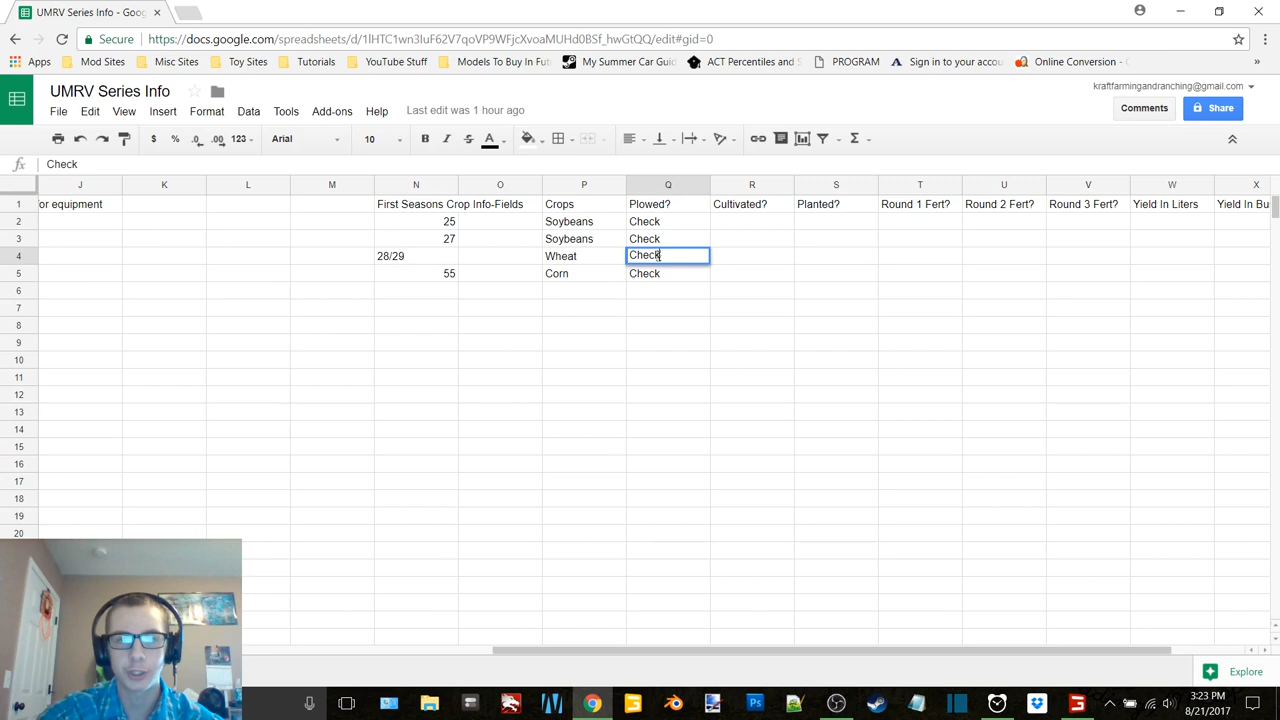 UMRV Series Info - Goog
Secure https://docs.google.com/spreadsheets/d/1lHTC1wn3IuF62V7qoVP9WFjcXvoaMUHd0BSf_hwGtQQ/edit#gid=0
Apps Mod Sites Misc Sites Toy Sites Tutorials YouTube Stuff Models To Buy In Fut My Summer Car Guid ACT Percentiles and S PROGRAM Sign in to your accou Online Conversion - »
UMRV Series Info
kraftfarmingandranching@gmail.com
File Edit View Insert Format Data Tools Add-ons Help Last edit was 1 hour ago
Comments Share
$ % .0 .00 123 Arial 10 B I S A Σ
fx Check
J K L M N O P Q R S T U V W X
1 or equipment First Seasons Crop Info-Fields Crops Plowed? Cultivated? Planted? Round 1 Fert? Round 2 Fert? Round 3 Fert? Yield In Liters Yield In Bu
2 25 Soybeans Check
3 27 Soybeans Check
4 28/29 Wheat Check
5 55 Corn Check
6
7
8
9
10
11
12
13
14
15
16
17
18
19
20
Explore
3:23 PM
8/21/2017